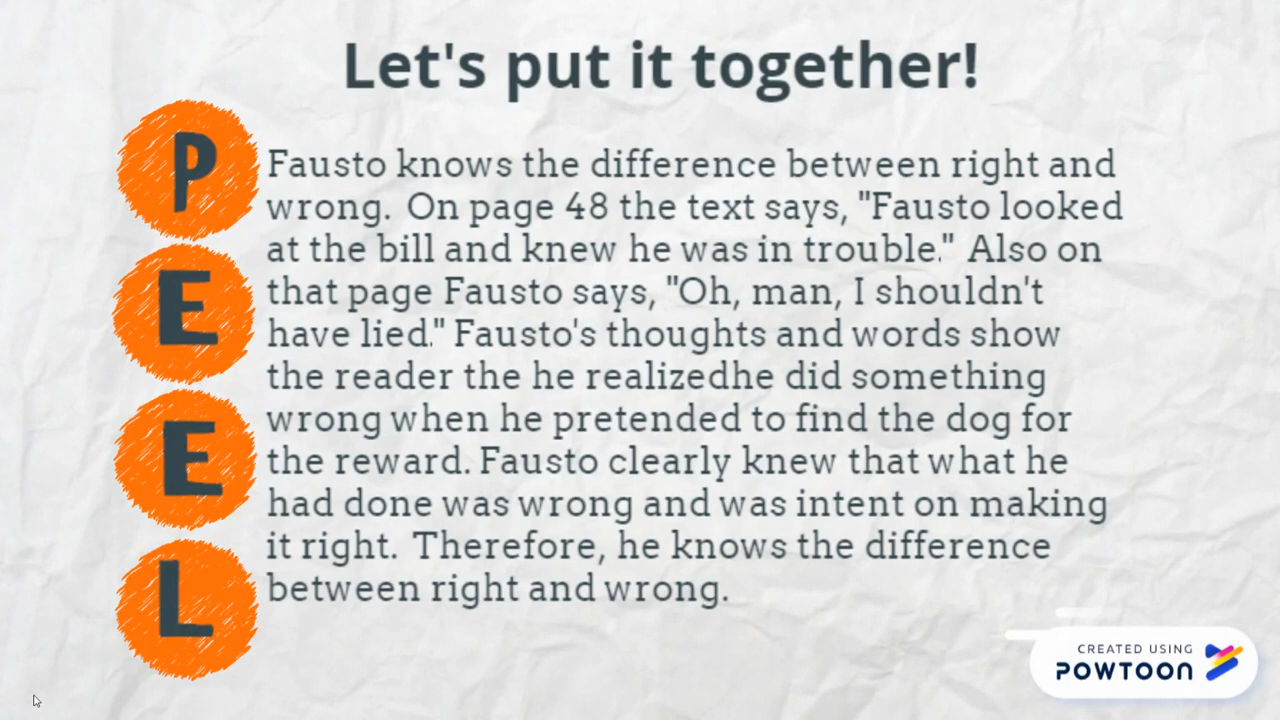 Let's put it together!
P
Fausto knows the difference between right and
wrong. On page 48 the text says, "Fausto looked
at the bill and knew he was in trouble." Also on
E
that page Fausto says, "Oh, man, I shouldn't
have lied." Fausto's thoughts and words show
the reader the he realizedhe did something
wrong when he pretended to find the dog for
E
the reward. Fausto clearly knew that what he
had done was wrong and was intent on making
it right. Therefore, he knows the difference
between right and wrong.
L
CREATED USING
POWTOON